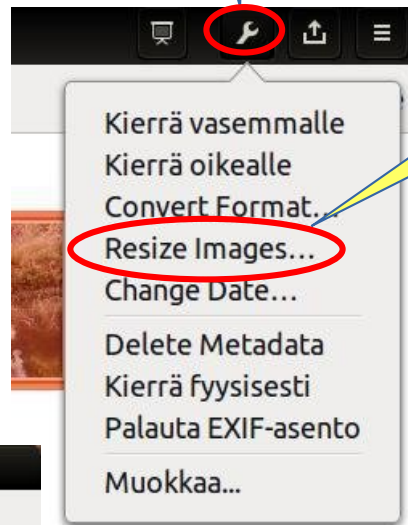 Kierrä vasemmalle
Kierrä oikealle
Convert Format...
Resize Images...
Change Date...
Delete Metadata
Kierrä fyysisesti
Palauta EXIF-asento
Muokkaa...